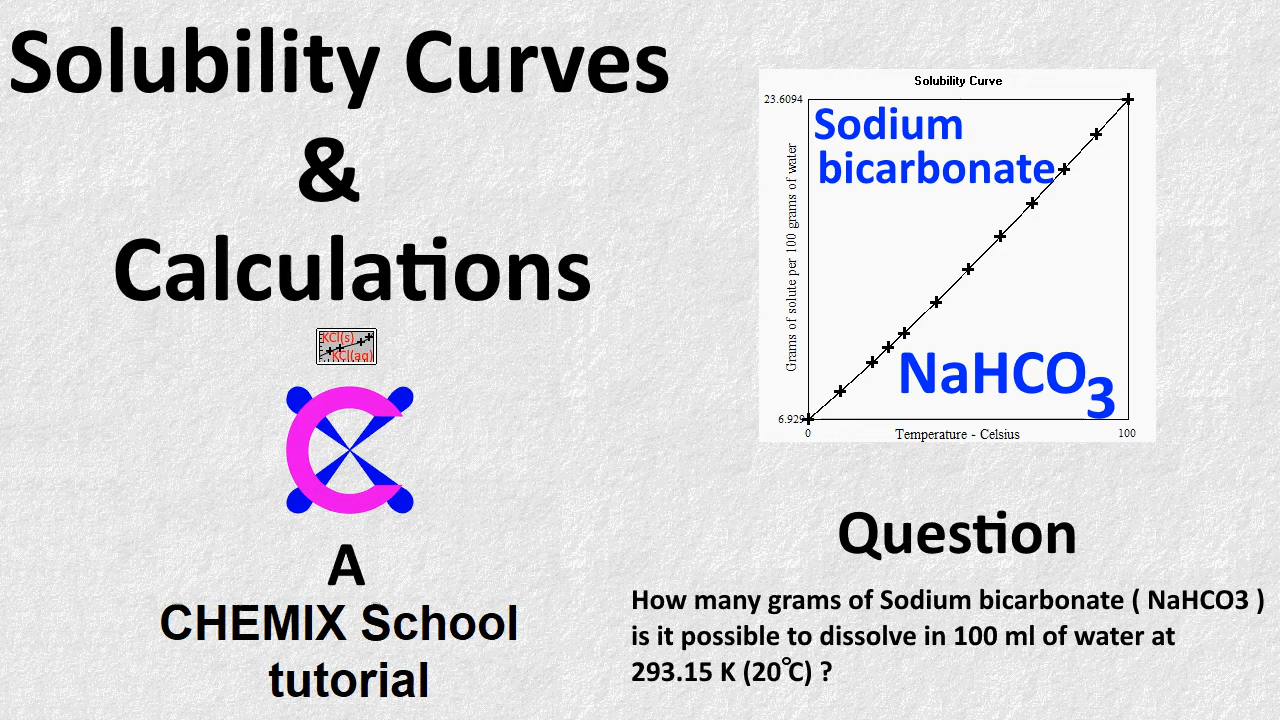 Solubility Curves
&
Calculations
KCl(s)
KCl(aq)
A
CHEMIX School
tutorial
Solubility Curve
23.6094
Sodium
bicarbonate
Grams of solute per 100 grams of water
NaHCO3
6.929
0
Temperature - Celsius
100
Question
How many grams of Sodium bicarbonate ( NaHCO3 )
is it possible to dissolve in 100 ml of water at
293.15 K (20°C) ?